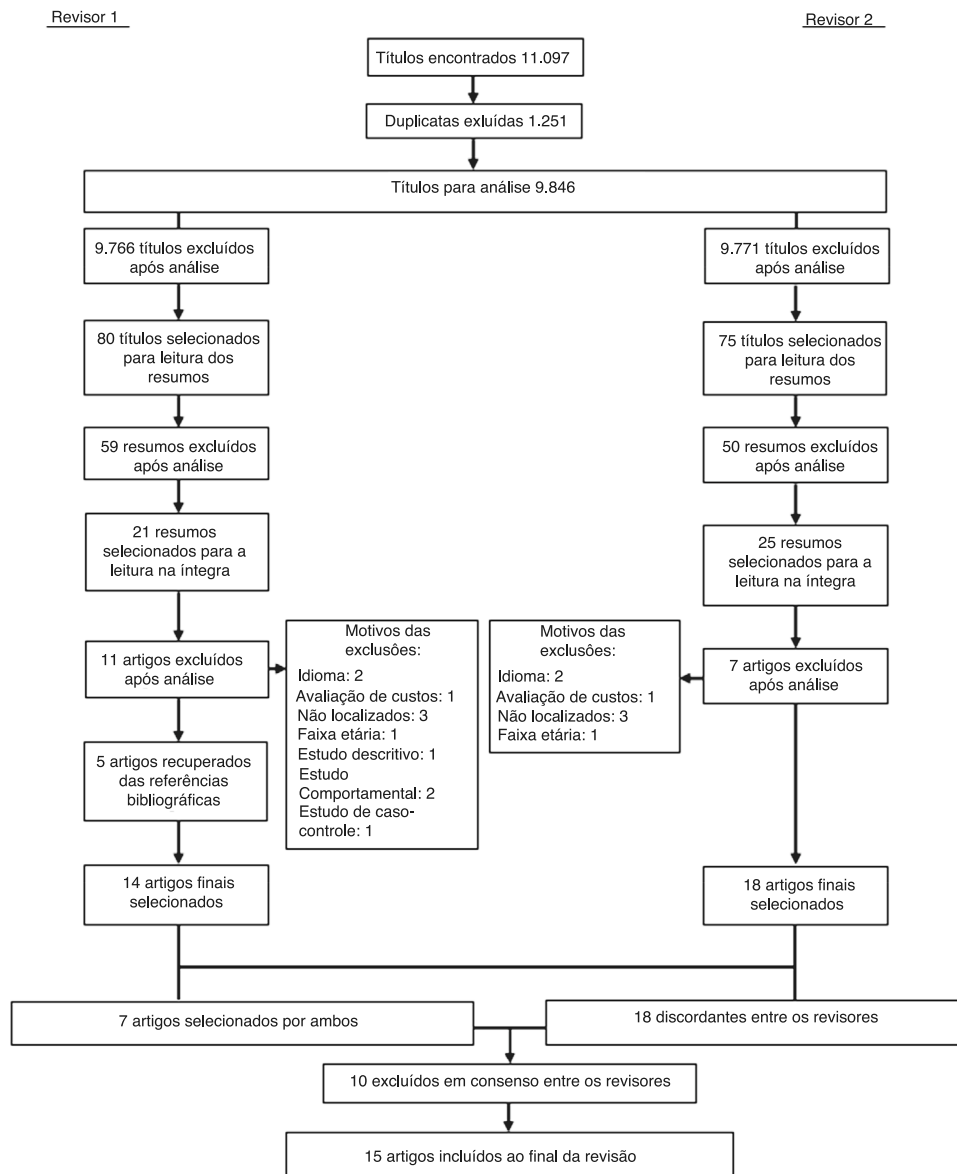 Revisor 1
Revisor 2
Títulos encontrados 11.097
Duplicatas exluídas 1.251
Títulos para análise 9.846
9.766 títulos excluídos
após análise
80 títulos selecionados
para leitura dos
resumos
59 resumos excluídos
após análise
21 resumos
selecionados para a
leitura na íntegra
11 artigos excluídos
após análise
Motivos das
exclusões:
Idioma: 2
Avaliação de custos: 1
Não localizados: 3
Faixa etária: 1
Estudo descritivo: 1
Estudo
Comportamental: 2
Estudo de caso-
controle: 1
5 artigos recuperados
das referências
bibliográficas
14 artigos finais
selecionados
9.771 títulos excluídos
após análise
75 títulos selecionados
para leitura dos
resumos
50 resumos excluídos
após análise
25 resumos
selecionados para a
leitura na íntegra
7 artigos excluídos
após análise
Motivos das
exclusões:
Idioma: 2
Avaliação de custos: 1
Não localizados: 3
Faixa etária: 1
18 artigos finais
selecionados
7 artigos selecionados por ambos
18 discordantes entre os revisores
10 excluídos em consenso entre os revisores
15 artigos incluídos ao final da revisão